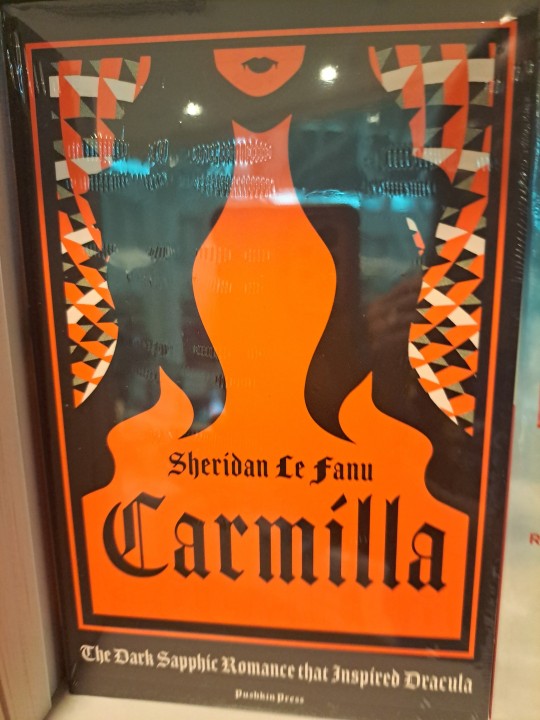 Sheridan Le Fanu
Carmilla
The Dark Sapphic Romance that Inspired Dracula
Pushkin Press
R